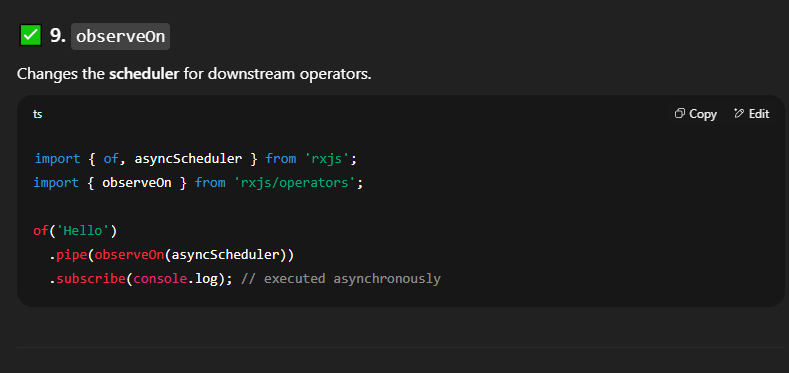 ✅ 9. observeOn
Changes the scheduler for downstream operators.
ts Copy Edit
import { of, asyncScheduler } from 'rxjs';
import { observeOn } from 'rxjs/operators';
of('Hello')
  .pipe(observeOn(asyncScheduler))
  .subscribe(console.log); // executed asynchronously